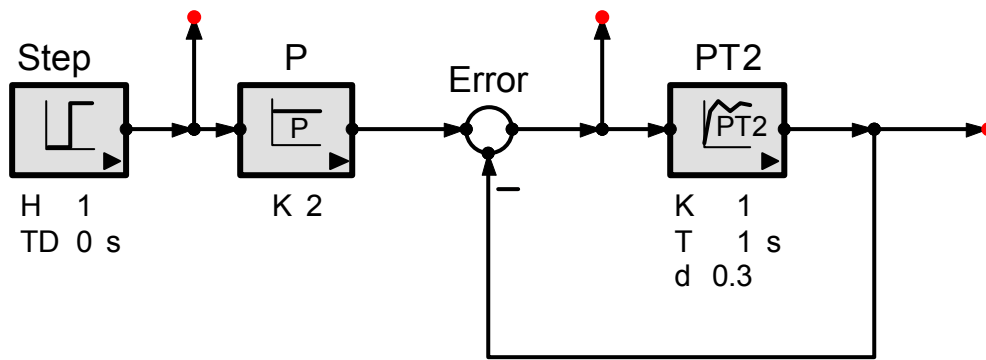 Step
P
Error
PT2
P
PT2
H 1
TD 0 s
K 2
K 1
T 1 s
d 0.3